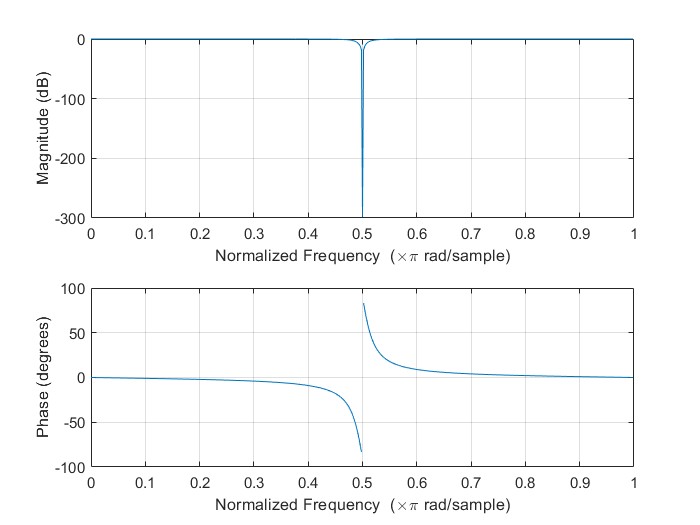 0
-100
-200
-300
Magnitude (dB)
0 0.1 0.2 0.3 0.4 0.5 0.6 0.7 0.8 0.9 1
Normalized Frequency (×π rad/sample)
100
50
0
-50
-100
Phase (degrees)
0 0.1 0.2 0.3 0.4 0.5 0.6 0.7 0.8 0.9 1
Normalized Frequency (×π rad/sample)